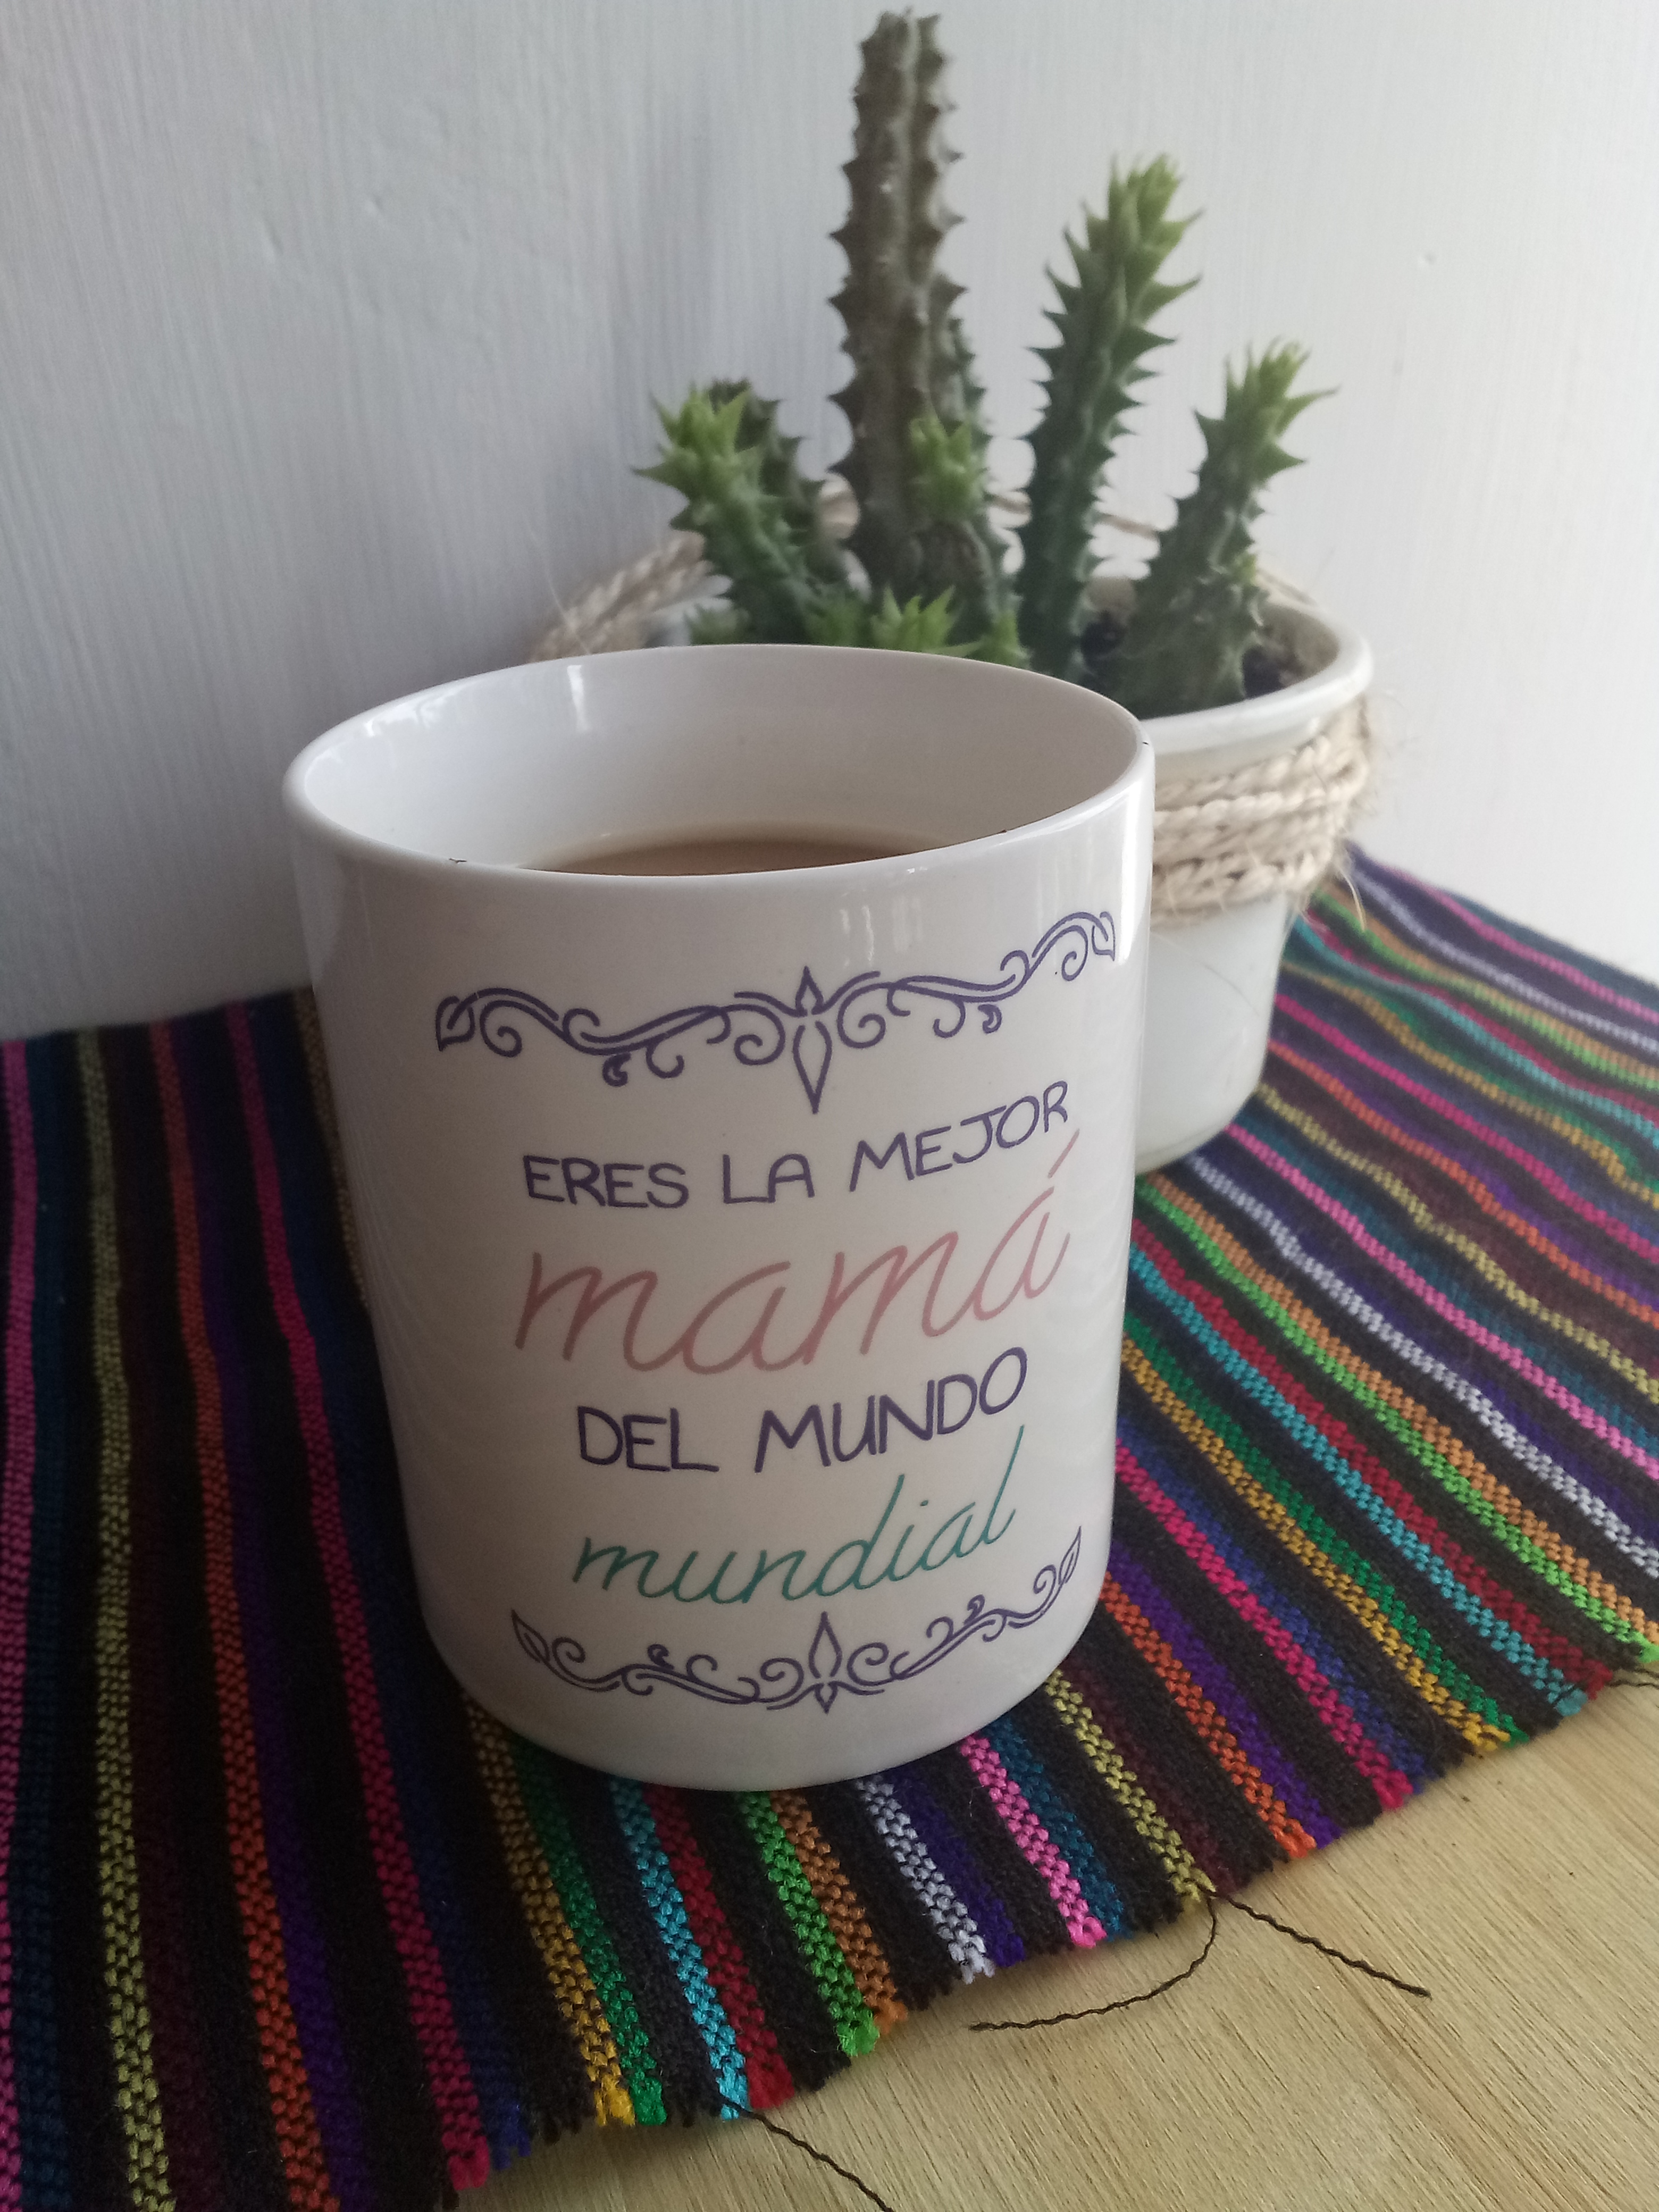 ERES LA MEJOR
mamá
DEL MUNDO
mundial